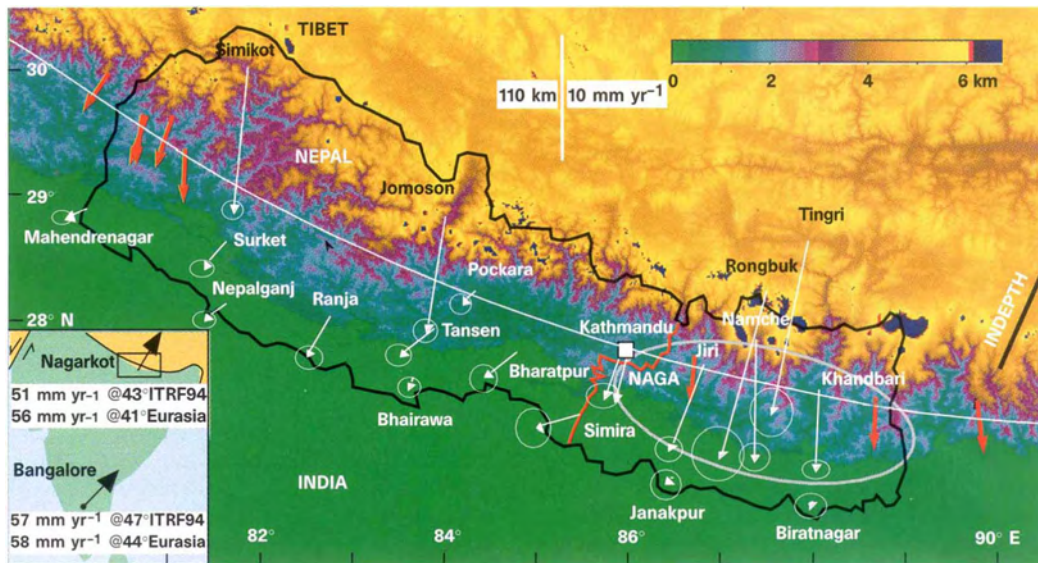 TIBET
Simikot
30°
0 2 4 6 km
110 km 10 mm yr⁻¹
NEPAL
Jomoson
29°
Tingri
Mahendrenagar
Surket
Pockara
Rongbuk
Nepalganj
Ranja
INDEPTH
28° N
Tansen
Kathmandu
Namche
Jiri
Nagarkot
Bharatpur
NAGA
Khandbari
51 mm yr-1 @43°ITRF94
56 mm yr-1 @41°Eurasia
Bhairawa
Simira
Bangalore
INDIA
Janakpur
Biratnagar
57 mm yr⁻¹ @47°ITRF94
58 mm yr⁻¹ @44°Eurasia
82 84 86 88 90° E